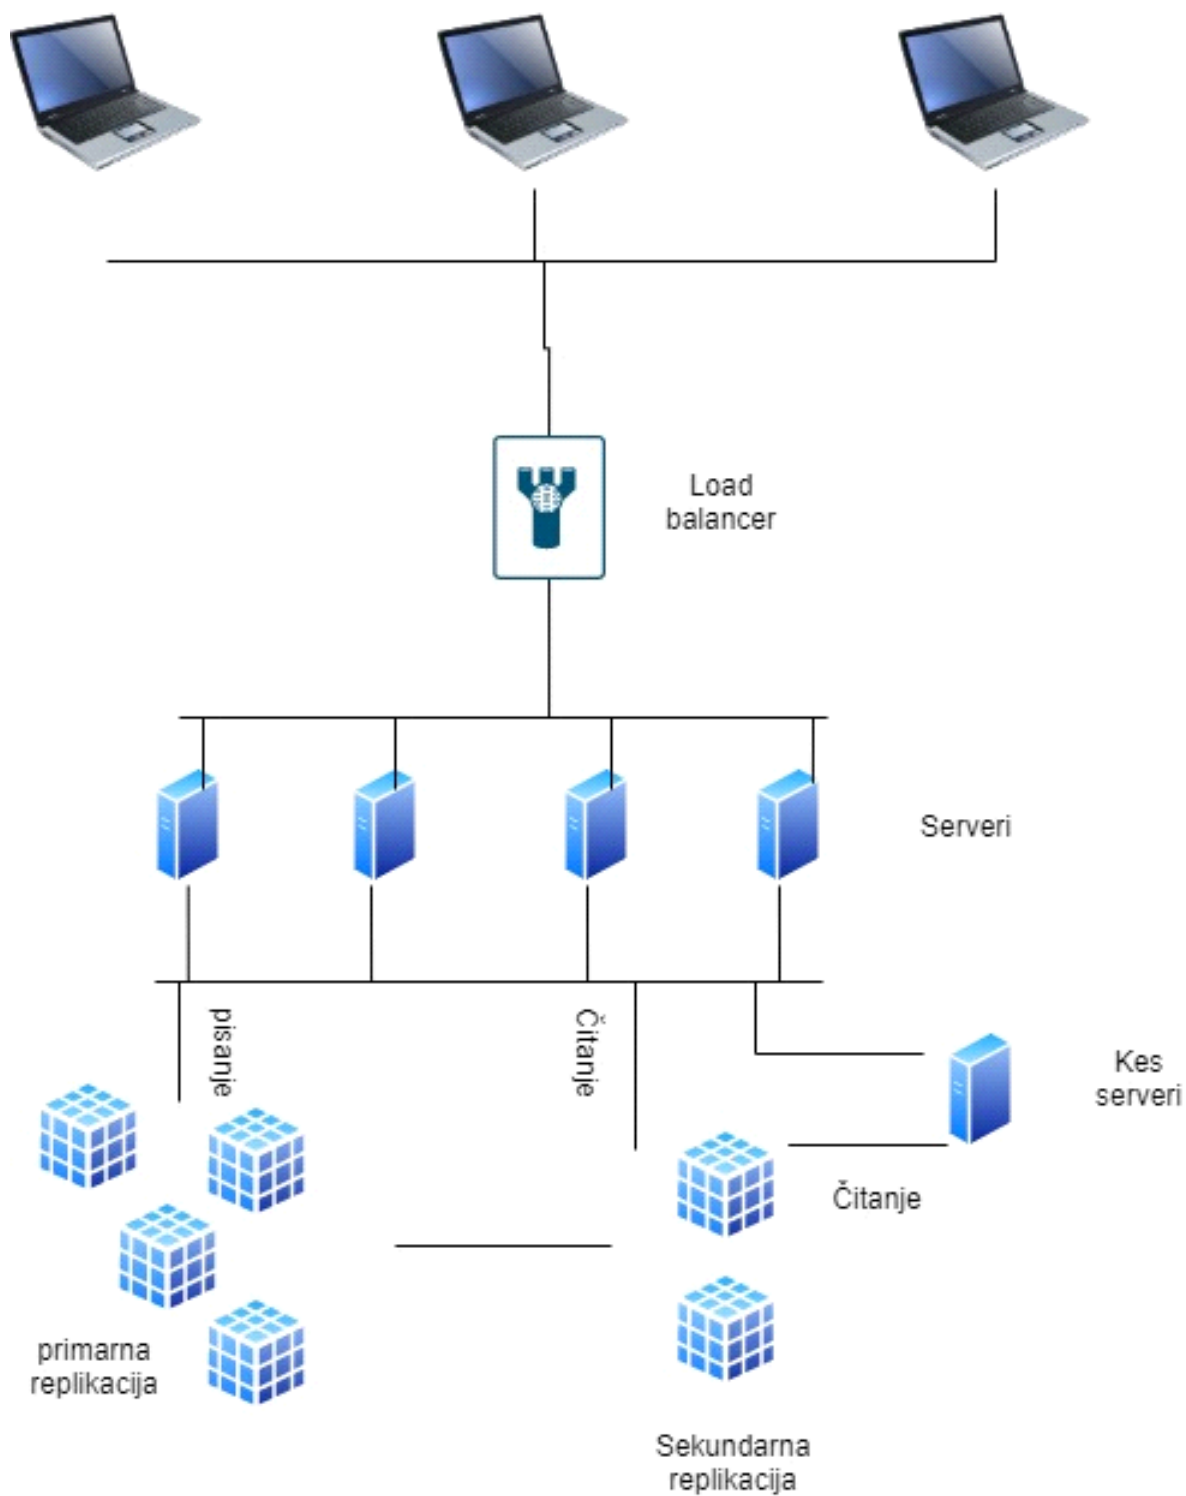 Load
balancer
Serveri
pisanje
Čitanje
Kes
serveri
Čitanje
primarna
replikacija
Sekundarna
replikacija